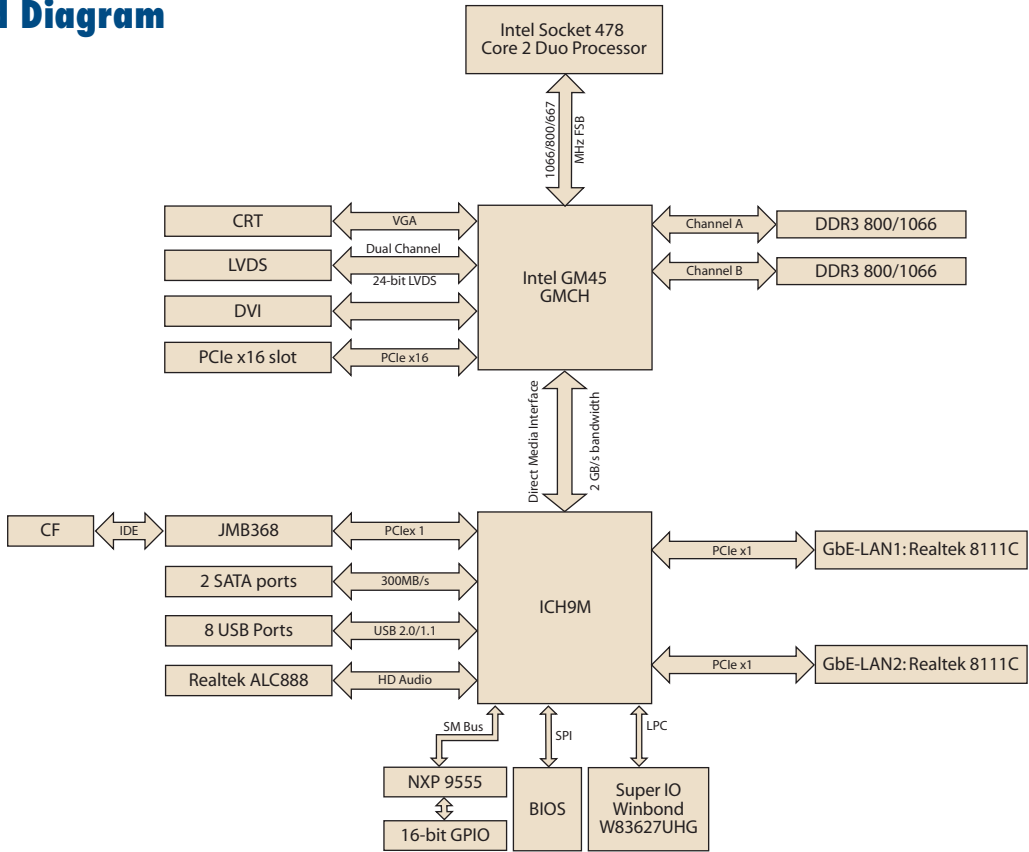 Diagram
Intel Socket 478
Core 2 Duo Processor
1066/800/667
MHz FSB
CRT
VGA
LVDS
Dual Channel
24-bit LVDS
DVI
PCIe x16 slot
PCIe x16
Intel GM45
GMCH
Channel A
DDR3 800/1066
Channel B
DDR3 800/1066
Direct Media Interface
2 GB/s bandwidth
CF
IDE
JMB368
PCIex 1
2 SATA ports
300MB/s
8 USB Ports
USB 2.0/1.1
Realtek ALC888
HD Audio
ICH9M
PCIe x1
GbE-LAN1: Realtek 8111C
PCIe x1
GbE-LAN2: Realtek 8111C
SM Bus
SPI
LPC
NXP 9555
16-bit GPIO
BIOS
Super IO
Winbond
W83627UHG